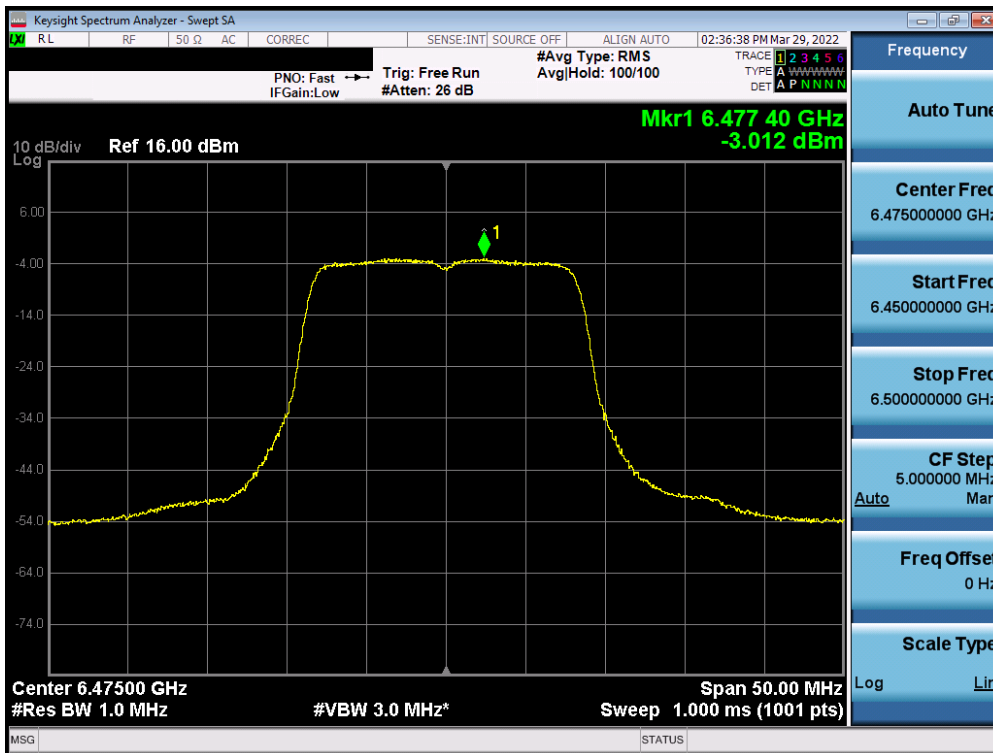 Keysight Spectrum Analyzer - Swept SA
LXI RL RF 50 Ω AC CORREC SENSE:INT SOURCE OFF ALIGN AUTO 02:36:38 PM Mar 29, 2022
PNO: Fast
IFGain:Low
Trig: Free Run
#Atten: 26 dB
#Avg Type: RMS
Avg|Hold: 100/100
TRACE 1 2 3 4 5 6
TYPE A WWWWW
DET A P N N N N
Mkr1 6.477 40 GHz
-3.012 dBm
10 dB/div Ref 16.00 dBm
Log
1
6.00
-4.00
-14.0
-24.0
-34.0
-44.0
-54.0
-64.0
-74.0
Center 6.47500 GHz Span 50.00 MHz
#Res BW 1.0 MHz #VBW 3.0 MHz* Sweep 1.000 ms (1001 pts)
MSG STATUS
Frequency
Auto Tune
Center Freq
6.475000000 GHz
Start Freq
6.450000000 GHz
Stop Freq
6.500000000 GHz
CF Step
5.000000 MHz
Auto Man
Freq Offset
0 Hz
Scale Type
Log Lin